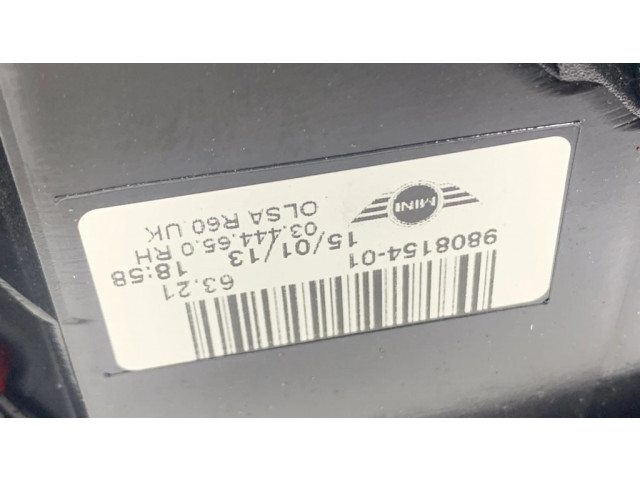 63.21
9808154-01
15/01/13 18:58
03.444.65.0 RH
OLSA R60 UK
MINI